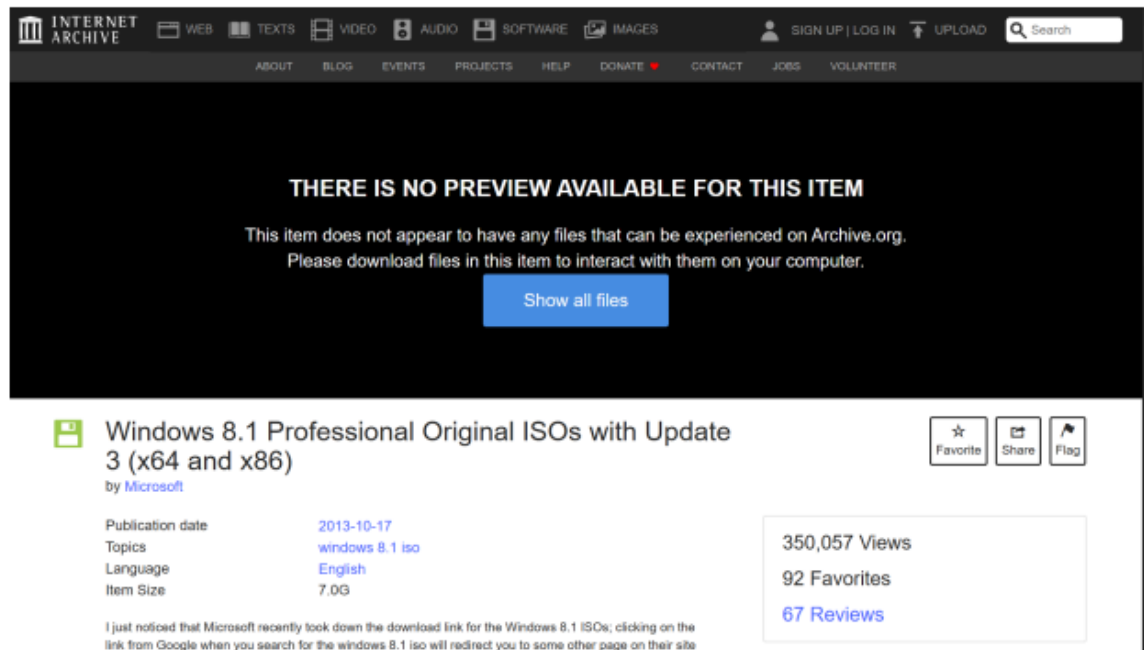 INTERNET
ARCHIVE
WEB TEXTS VIDEO AUDIO SOFTWARE IMAGES SIGN UP | LOG IN UPLOAD Search
ABOUT BLOG EVENTS PROJECTS HELP DONATE CONTACT JOBS VOLUNTEER
THERE IS NO PREVIEW AVAILABLE FOR THIS ITEM
This item does not appear to have any files that can be experienced on Archive.org.
Please download files in this item to interact with them on your computer.
Show all files
Windows 8.1 Professional Original ISOs with Update
3 (x64 and x86)
by Microsoft
Favorite Share Flag
Publication date 2013-10-17
Topics windows 8.1 iso
Language English
Item Size 7.0G
350,057 Views
92 Favorites
67 Reviews
I just noticed that Microsoft recently took down the download link for the Windows 8.1 ISOs; clicking on the
link from Google when you search for the windows 8.1 iso will redirect you to some other page on their site